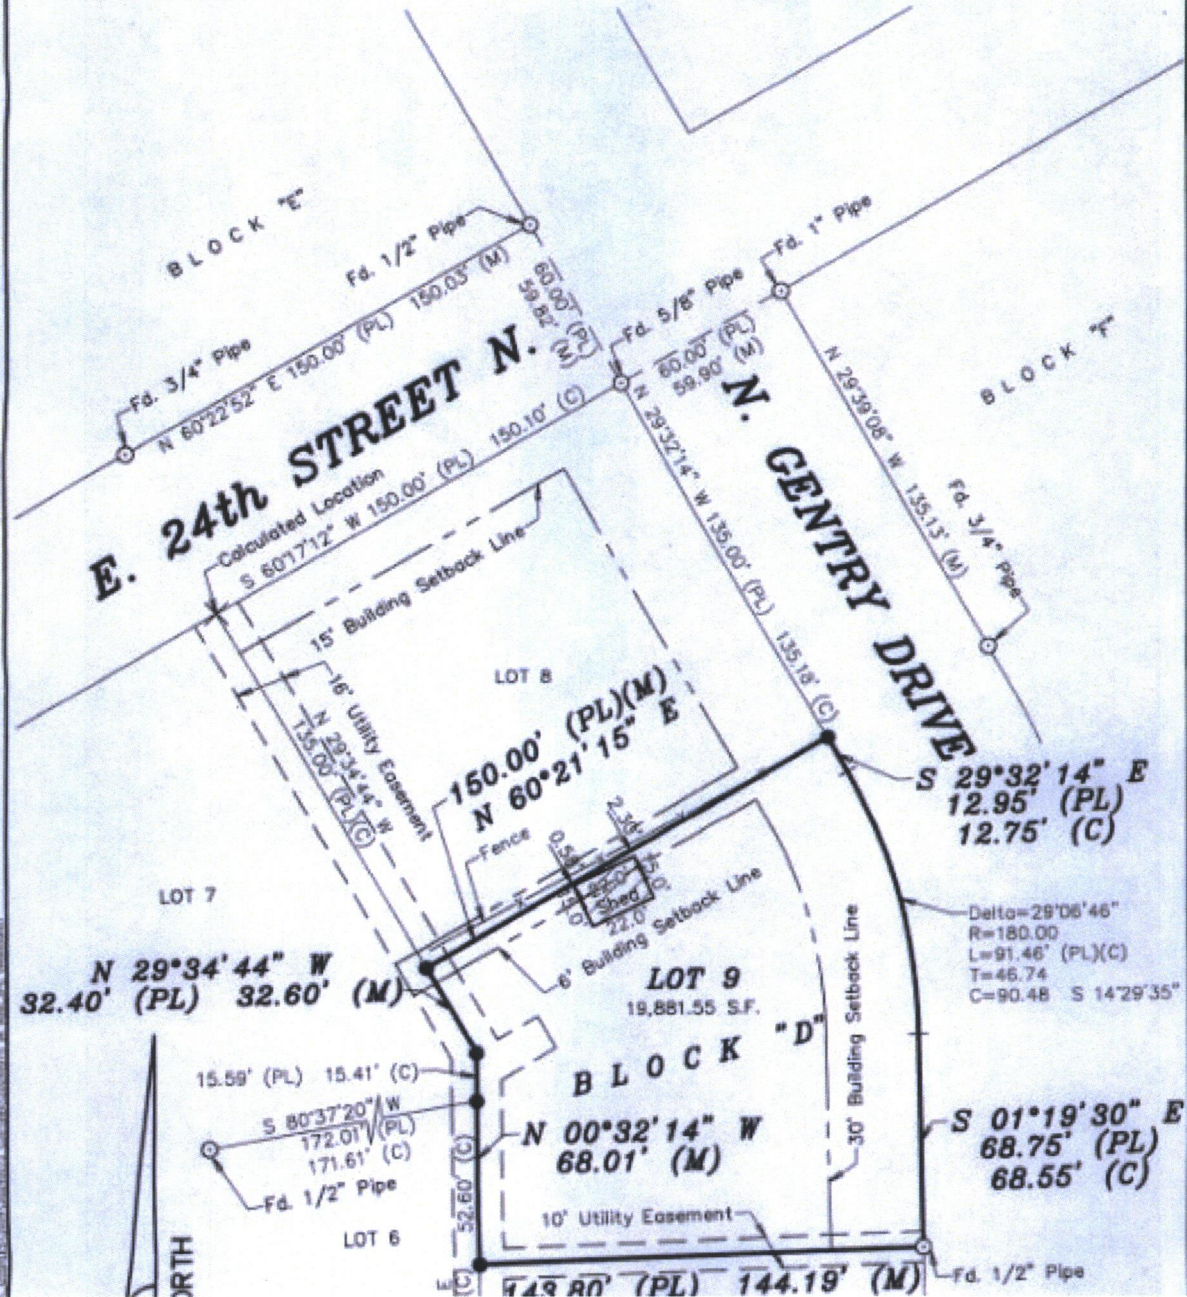 BLOCK "E"
Fd. 1/2" Pipe
Fd. 3/4" Pipe
N 60°22'52" E 150.00' (PL) 150.03' (M)
60.00' (PL)
59.82' (M)
E. 24th STREET N.
Fd. 1" Pipe
Fd. 5/8" Pipe
60.00' (PL)
59.90' (M)
BLOCK "F"
N 29°39'08" W 135.13' (M)
Fd. 3/4" Pipe
N. GENTRY DRIVE
Calculated Location
S 60°17'12" W 150.00' (PL) 150.10' (C)
N 29°32'14" W 135.00' (PL) 135.18' (C)
15' Building Setback Line
LOT 8
16' Utility Easement
N 29°34'44" W
135.00' (PL)(C)
150.00' (PL)(M)
N 60°21'15" E
Fence
2.30'
Shed
22.0'
6' Building Setback Line
S 29°32'14" E
12.95' (PL)
12.75' (C)
LOT 7
N 29°34'44" W
32.40' (PL) 32.60' (M)
LOT 9
19,881.55 S.F.
BLOCK "D"
30' Building Setback Line
Delta=29°06'46"
R=180.00
L=91.46' (PL)(C)
T=46.74
C=90.48 S 14°29'35"
15.59' (PL) 15.41' (C)
S 80°37'20" W
172.01' (PL)
171.61' (C)
Fd. 1/2" Pipe
LOT 6
52.60' (C)
N 00°32'14" W
68.01' (M)
S 01°19'30" E
68.75' (PL)
68.55' (C)
10' Utility Easement
143.80' (PL) 144.19' (M)
Fd. 1/2" Pipe
ORTH
(C)